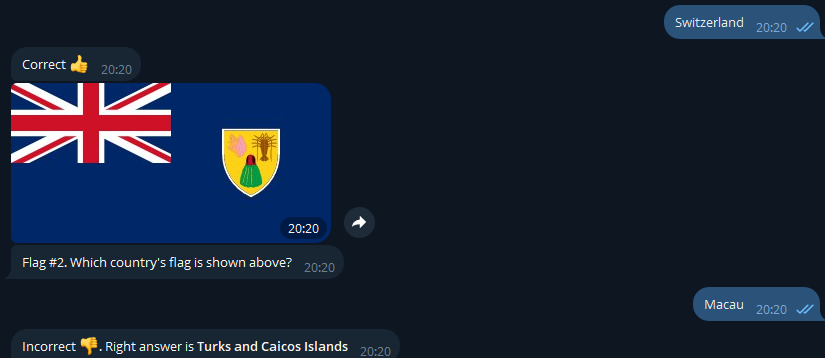 Switzerland 20:20
Correct 👍 20:20
20:20
Flag #2. Which country's flag is shown above? 20:20
Macau 20:20
Incorrect 👎. Right answer is Turks and Caicos Islands 20:20